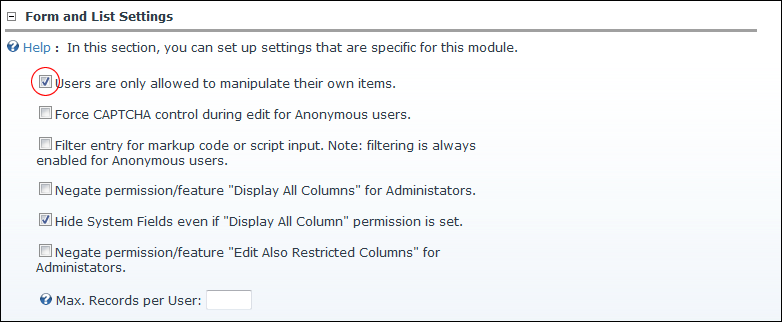 Form and List Settings
Help : In this section, you can set up settings that are specific for this module.
Users are only allowed to manipulate their own items.
Force CAPTCHA control during edit for Anonymous users.
Filter entry for markup code or script input. Note: filtering is always
enabled for Anonymous users.
Negate permission/feature "Display All Columns" for Administators.
Hide System Fields even if "Display All Column" permission is set.
Negate permission/feature "Edit Also Restricted Columns" for
Administators.
Max. Records per User: